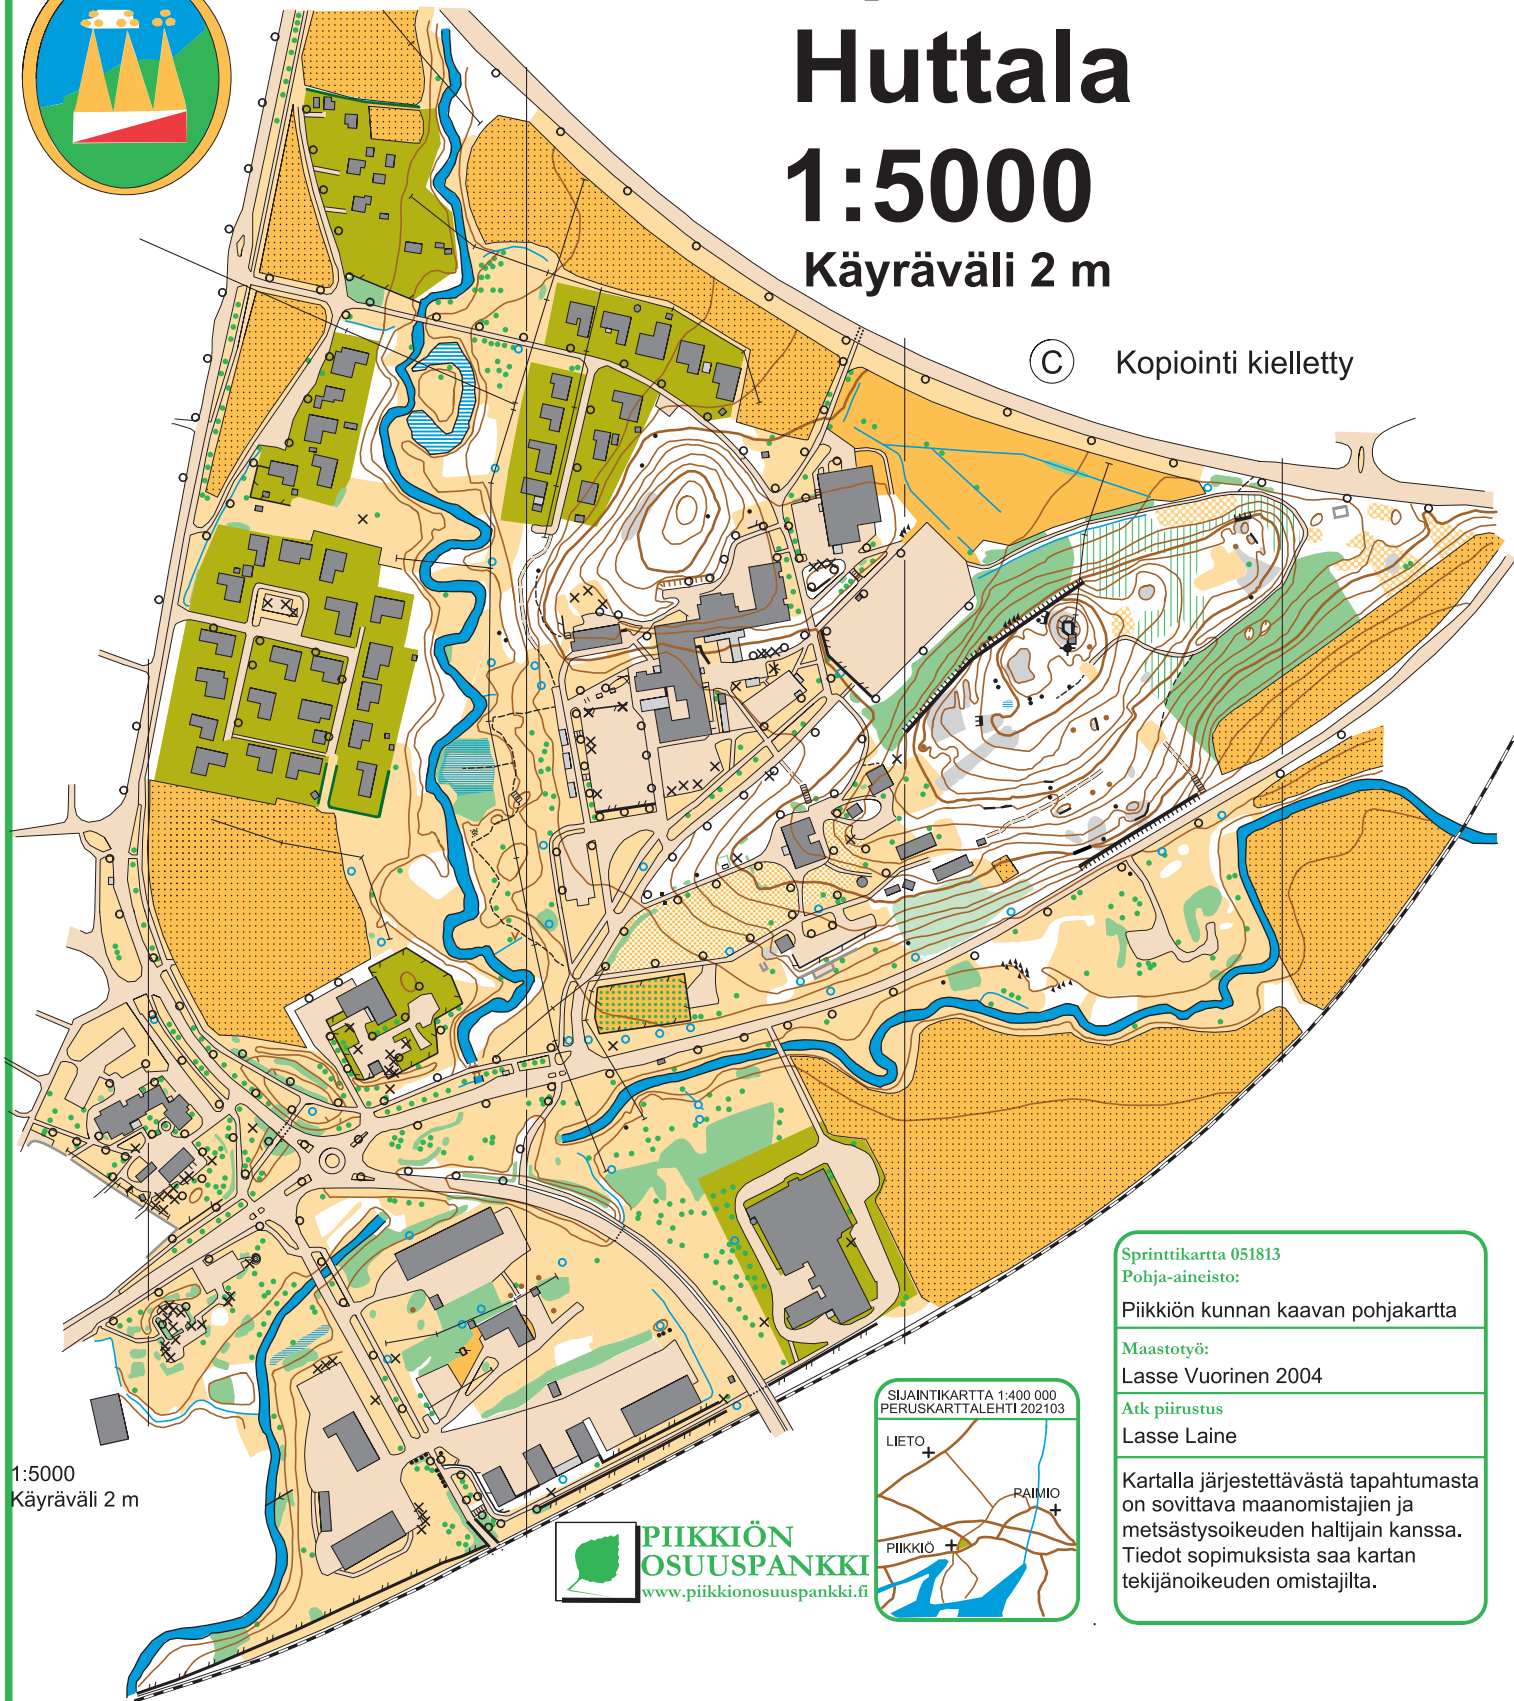 Huttala
1:5000
Käyräväli 2 m
C Kopiointi kielletty
Sprinttikartta 051813
Pohja-aineisto:
Piikkiön kunnan kaavan pohjakartta
Maastotyö:
Lasse Vuorinen 2004
Atk piirustus
Lasse Laine
Kartalla järjestettävästä tapahtumasta
on sovittava maanomistajien ja
metsästysoikeuden haltijain kanssa.
Tiedot sopimuksista saa kartan
tekijänoikeuden omistajilta.
SIJAINTIKARTTA 1:400 000
PERUSKARTTALEHTI 202103
LIETO
PAIMIO
PIIKKIÖ
1:5000
Käyräväli 2 m
PIIKKIÖN
OSUUSPANKKI
www.piikkionosuuspankki.fi